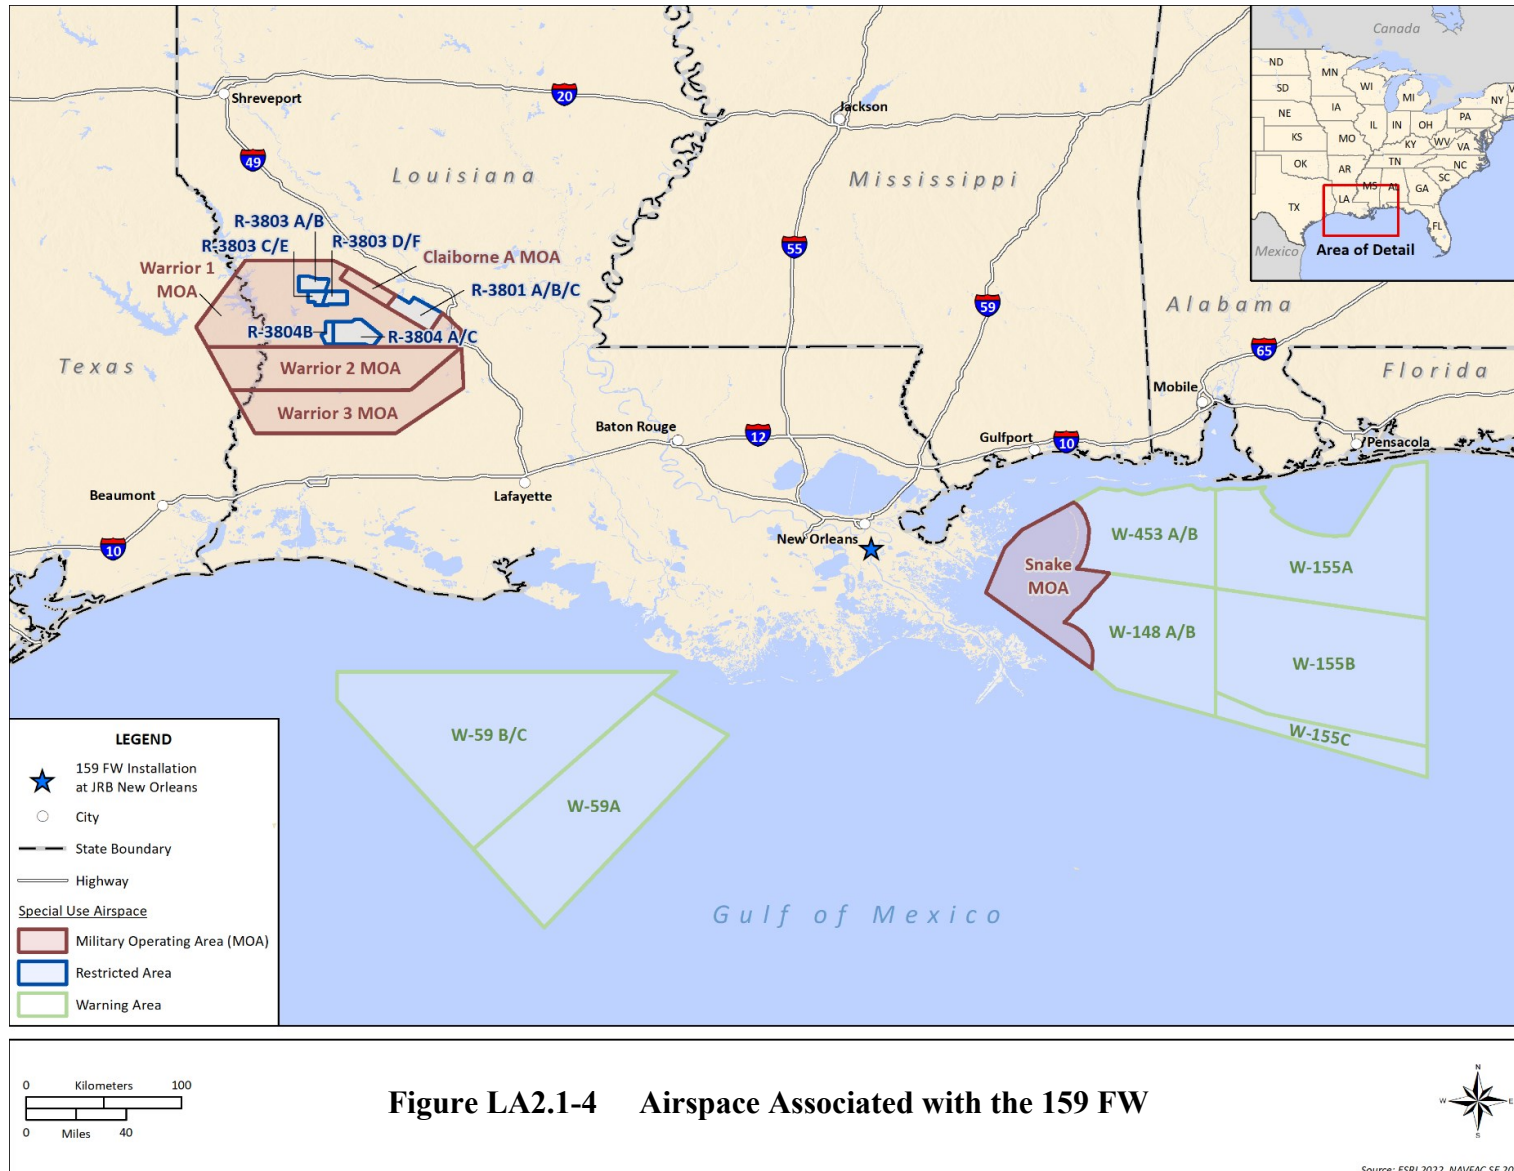 Canada
ND
MN
SD
WI
MI
NY
NE
IA
PA
IL
IN
OH
KS
MO
WV
VA
KY
OK
AR
TN
NC
SC
MS
AL
GA
TX
LA
FL
Mexico
Area of Detail
Shreveport
20
Jackson
49
Louisiana
Mississippi
R-3803 A/B
R-3803 C/E
R-3803 D/F
55
Claiborne A MOA
Warrior 1
MOA
R-3801 A/B/C
59
Alabama
R-3804B
R-3804 A/C
65
Texas
Warrior 2 MOA
Florida
Mobile
Warrior 3 MOA
Baton Rouge
12
Gulfport
10
Pensacola
Beaumont
Lafayette
10
New Orleans
W-453 A/B
Snake
MOA
W-155A
W-148 A/B
W-155B
W-59 B/C
W-155C
W-59A
Gulf of Mexico
LEGEND
159 FW Installation
at JRB New Orleans
City
State Boundary
Highway
Special Use Airspace
Military Operating Area (MOA)
Restricted Area
Warning Area
0 Kilometers 100
0 Miles 40
Figure LA2.1-4 Airspace Associated with the 159 FW
N
W E
S